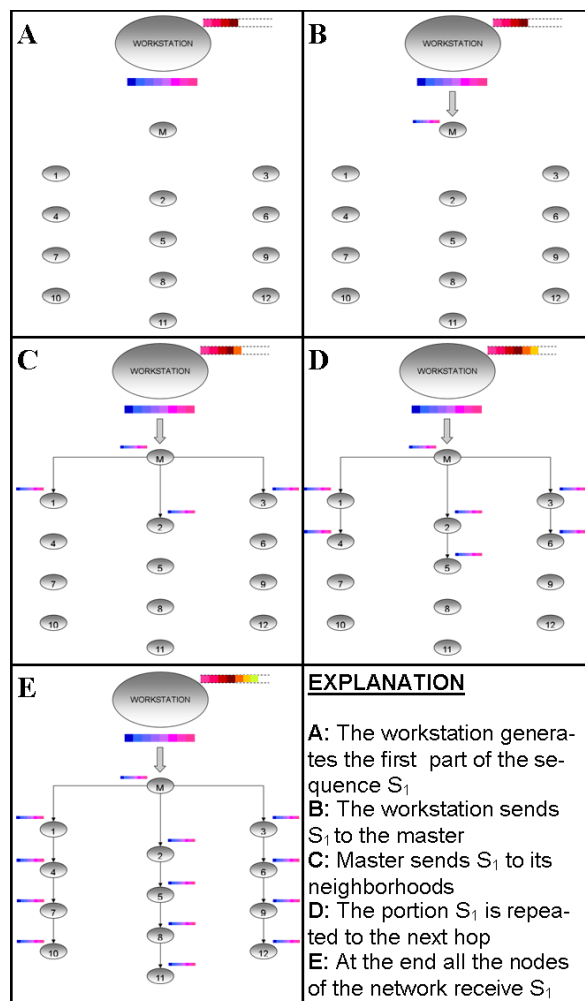 A
WORKSTATION
M
1
3
2
4
6
5
7
9
8
10
12
11
B
WORKSTATION
M
1
3
2
4
6
5
7
9
8
10
12
11
C
WORKSTATION
M
1
3
2
4
6
5
7
9
8
10
12
11
D
WORKSTATION
M
1
3
2
4
6
5
7
9
8
10
12
11
E
WORKSTATION
M
1
3
2
4
6
5
7
9
8
10
12
11
EXPLANATION
A: The workstation genera-
tes the first part of the se-
quence S₁
B: The workstation sends
S₁ to the master
C: Master sends S₁ to its
neighborhoods
D: The portion S₁ is repea-
ted to the next hop
E: At the end all the nodes
of the network receive S₁